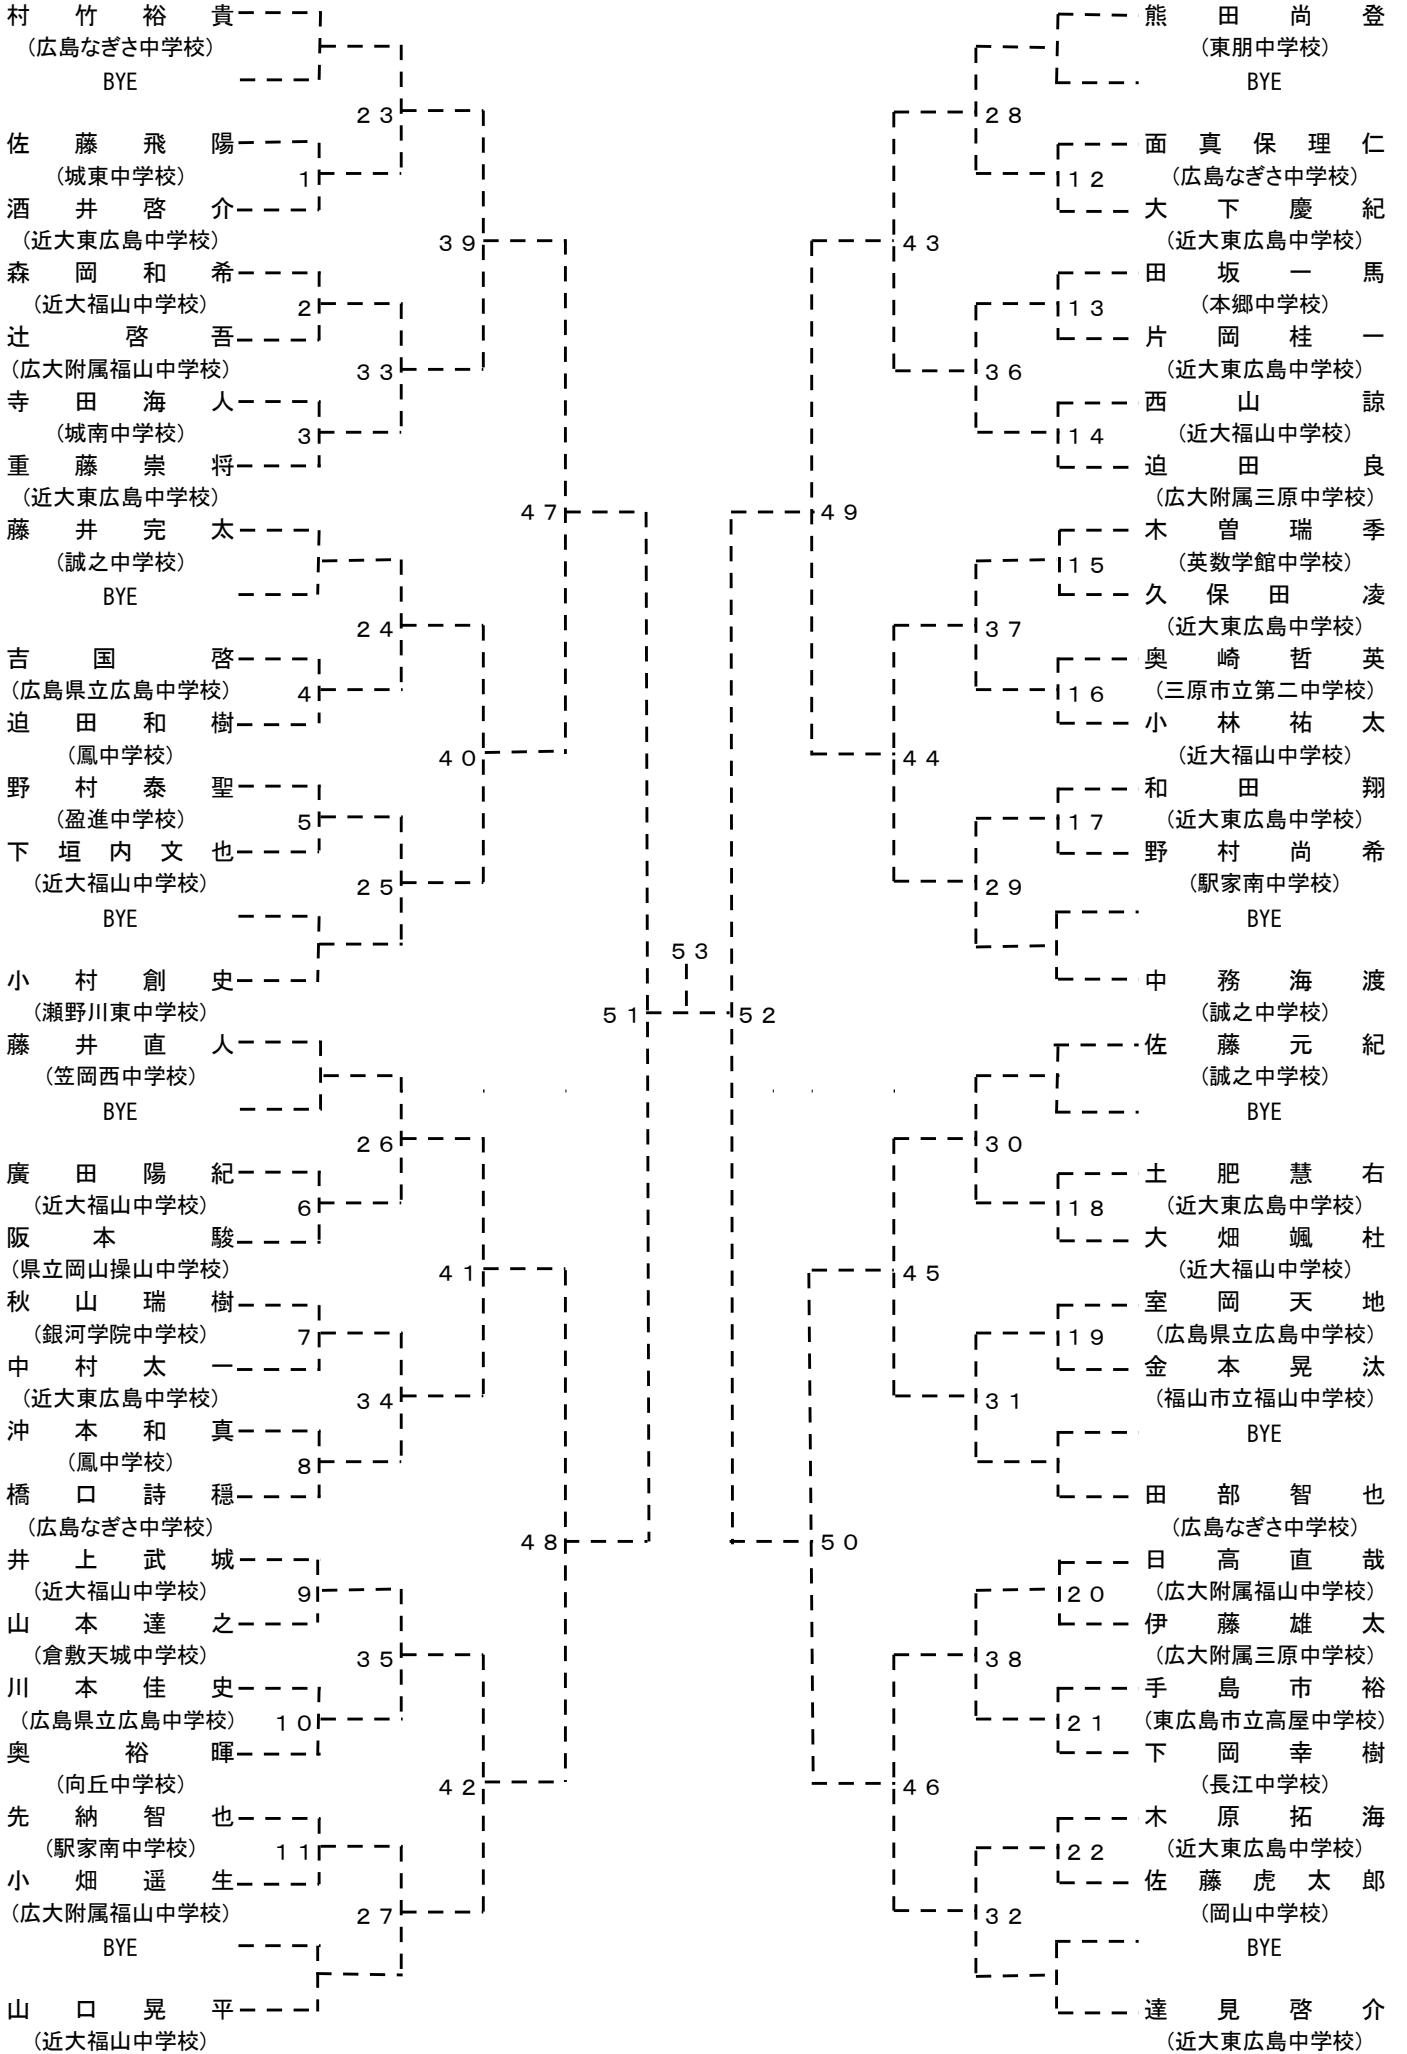 村竹裕貴
（広島なぎさ中学校）
BYE
23
佐藤飛陽
（城東中学校）
1
酒井啓介
（近大東広島中学校）
39
森岡和希
（近大福山中学校）
2
辻啓吾
（広大附属福山中学校）
33
寺田海人
（城南中学校）
3
重藤崇将
（近大東広島中学校）
47
藤井完太
（誠之中学校）
BYE
24
吉国啓
（広島県立広島中学校）
4
迫田和樹
（鳳中学校）
40
野村泰聖
（盈進中学校）
5
下垣内文也
（近大福山中学校）
25
BYE
小村創史
（瀬野川東中学校）
51
藤井直人
（笠岡西中学校）
BYE
26
廣田陽紀
（近大福山中学校）
6
阪本駿
（県立岡山操山中学校）
41
秋山瑞樹
（銀河学院中学校）
7
中村太一
（近大東広島中学校）
34
沖本和真
（鳳中学校）
8
橋口詩穏
（広島なぎさ中学校）
48
井上武城
（近大福山中学校）
9
山本達之
（倉敷天城中学校）
35
川本佳史
（広島県立広島中学校）
10
奥裕暉
（向丘中学校）
42
先納智也
（駅家南中学校）
11
小畑遥生
（広大附属福山中学校）
27
BYE
山口晃平
（近大福山中学校）
53
熊田尚登
（東朋中学校）
BYE
28
面真保理仁
12
（広島なぎさ中学校）
大下慶紀
（近大東広島中学校）
43
田坂一馬
13
（本郷中学校）
片岡桂一
（近大東広島中学校）
36
西山諒
14
（近大福山中学校）
迫田良
（広大附属三原中学校）
49
木曽瑞季
15
（英数学館中学校）
久保田凌
（近大東広島中学校）
37
奥崎哲英
16
（三原市立第二中学校）
小林祐太
（近大福山中学校）
44
和田翔
17
（近大東広島中学校）
野村尚希
（駅家南中学校）
29
BYE
中務海渡
（誠之中学校）
52
佐藤元紀
（誠之中学校）
BYE
30
土肥慧右
18
（近大東広島中学校）
大畑颯杜
（近大福山中学校）
45
室岡天地
19
（広島県立広島中学校）
金本晃汰
（福山市立福山中学校）
31
BYE
田部智也
（広島なぎさ中学校）
50
日高直哉
20
（広大附属福山中学校）
伊藤雄太
（広大附属三原中学校）
38
手島市裕
21
（東広島市立高屋中学校）
下岡幸樹
（長江中学校）
46
木原拓海
22
（近大東広島中学校）
佐藤虎太郎
（岡山中学校）
32
BYE
達見啓介
（近大東広島中学校）